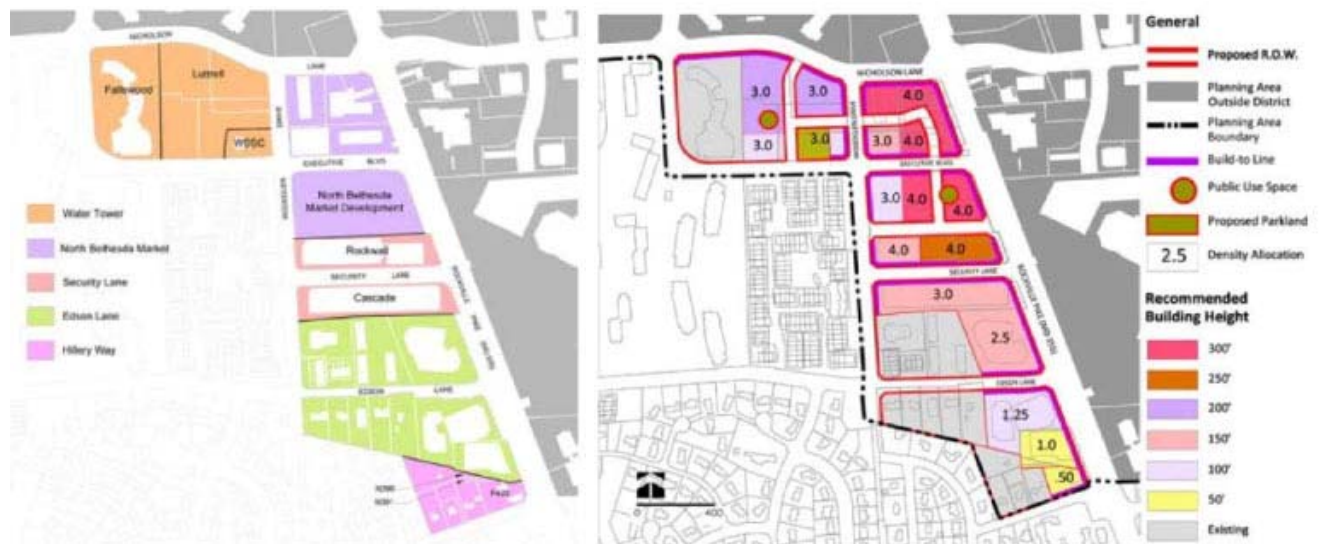 NICHOLSON
LANE
Luttrell
Fallswood
WSSC
EXECUTIVE BLVD.
North Bethesda
Market Development
Rockwall
SECURITY LANE
Cascade
EDSON LANE
ROCKVILLE PIKE
Water Tower
North Bethesda Market
Security Lane
Edson Lane
Hillery Way
NICHOLSON LANE
3.0
3.0
4.0
3.0
3.0
3.0
4.0
EXECUTIVE BLVD.
3.0
4.0
4.0
4.0
4.0
SECURITY LANE
3.0
2.5
EDSON LANE
1.25
1.0
.50
0
400
General
Proposed R.O.W.
Planning Area
Outside District
Planning Area
Boundary
Build-to Line
Public Use Space
Proposed Parkland
2.5
Density Allocation
Recommended
Building Height
300'
250'
200'
150'
100'
50'
Existing